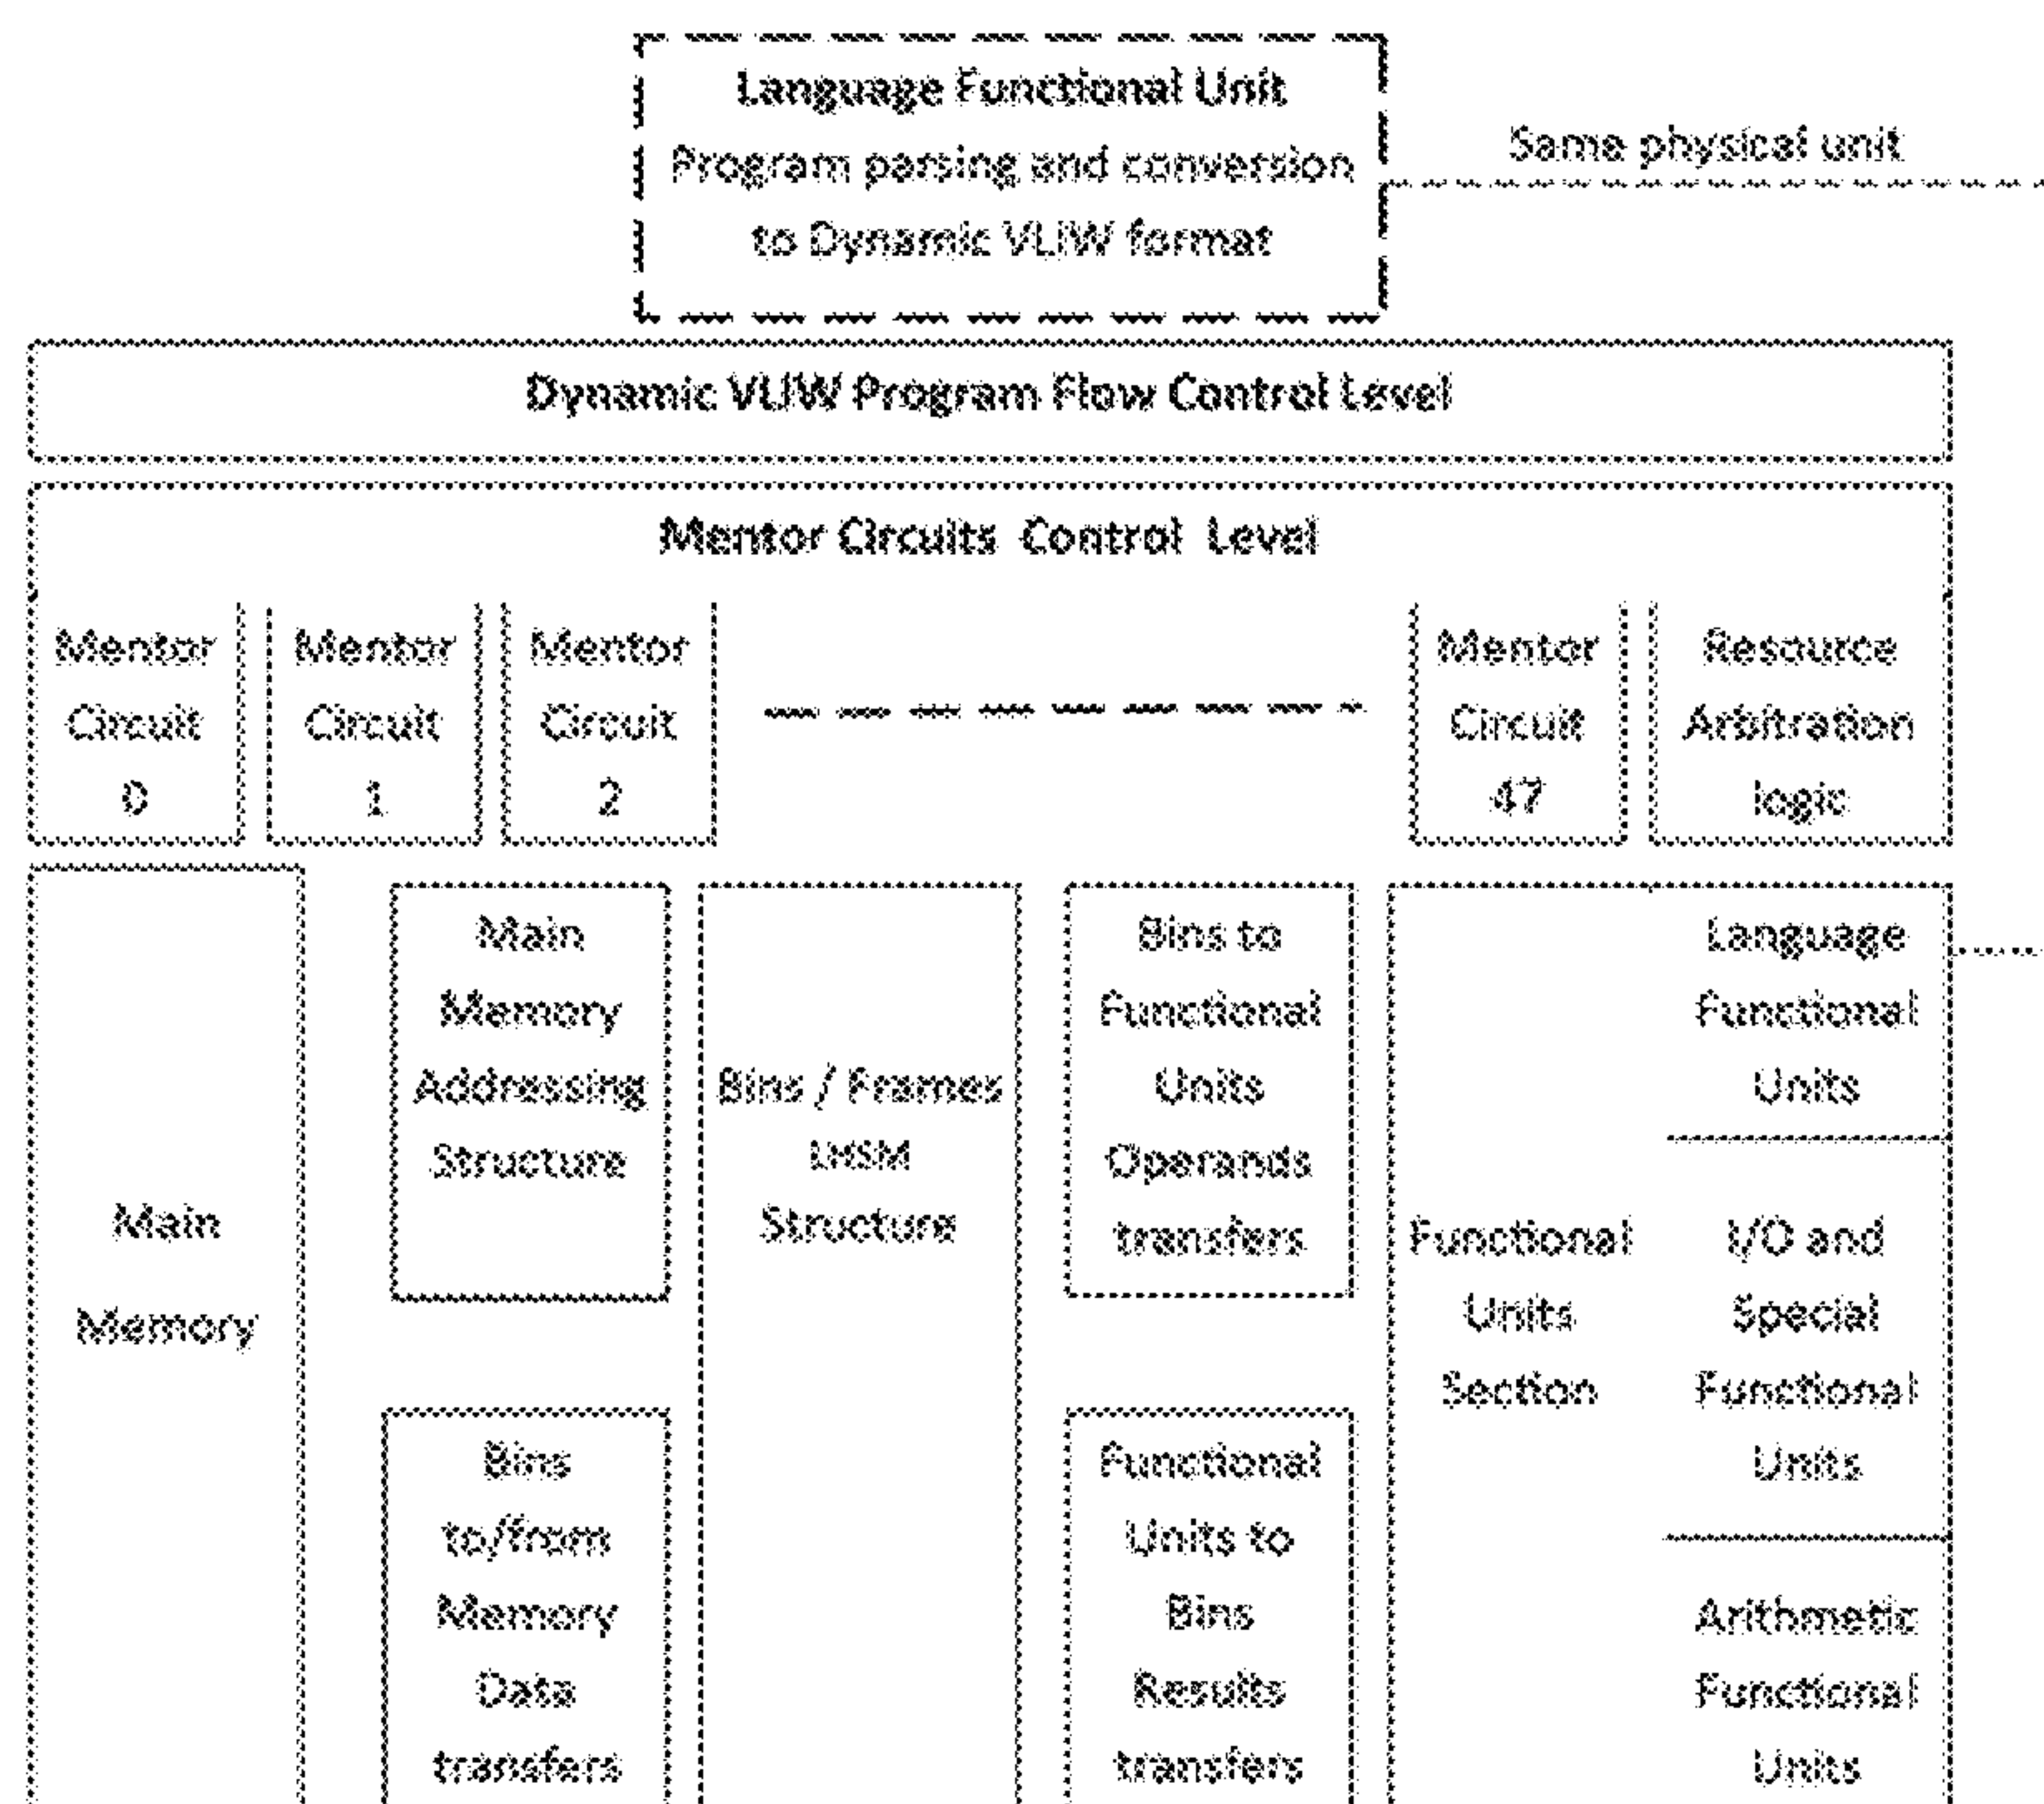 Language Functional Unit
Program parsing and conversion
to Dynamic VLIW format
Same physical unit
Dynamic VLIW Program Flow Control Level
Mentor Circuits Control Level
Mentor
Circuit
0
Mentor
Circuit
1
Mentor
Circuit
2
Mentor
Circuit
47
Resource
Arbitration
logic
Main
Memory
Main
Memory
Addressing
Structure
Bins
to/from
Memory
Data
transfers
Bins / Frames
LHSM
Structure
Bins to
Functional
Units
Operands
transfers
Functional
Units to
Bins
Results
transfers
Functional
Units
Section
Language
Functional
Units
I/O and
Special
Functional
Units
Arithmetic
Functional
Units